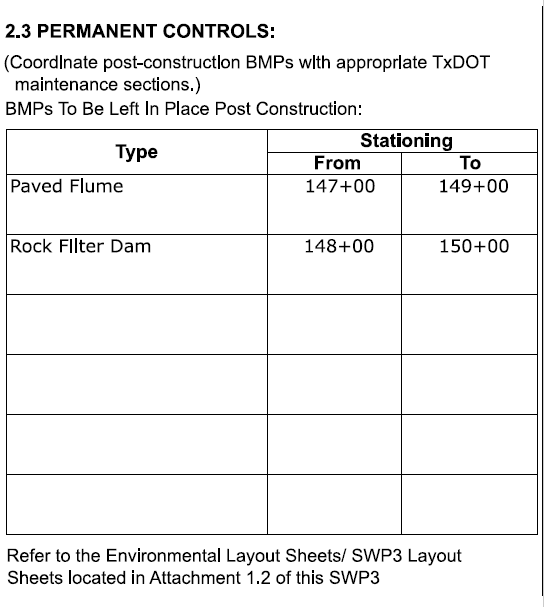 2.3 PERMANENT CONTROLS:
(Coordinate post-construction BMPs with appropriate TxDOT
maintenance sections.)
BMPs To Be Left In Place Post Construction:
Type Stationing
From To
Paved Flume 147+00 149+00
Rock Filter Dam 148+00 150+00
Refer to the Environmental Layout Sheets/ SWP3 Layout
Sheets located in Attachment 1.2 of this SWP3